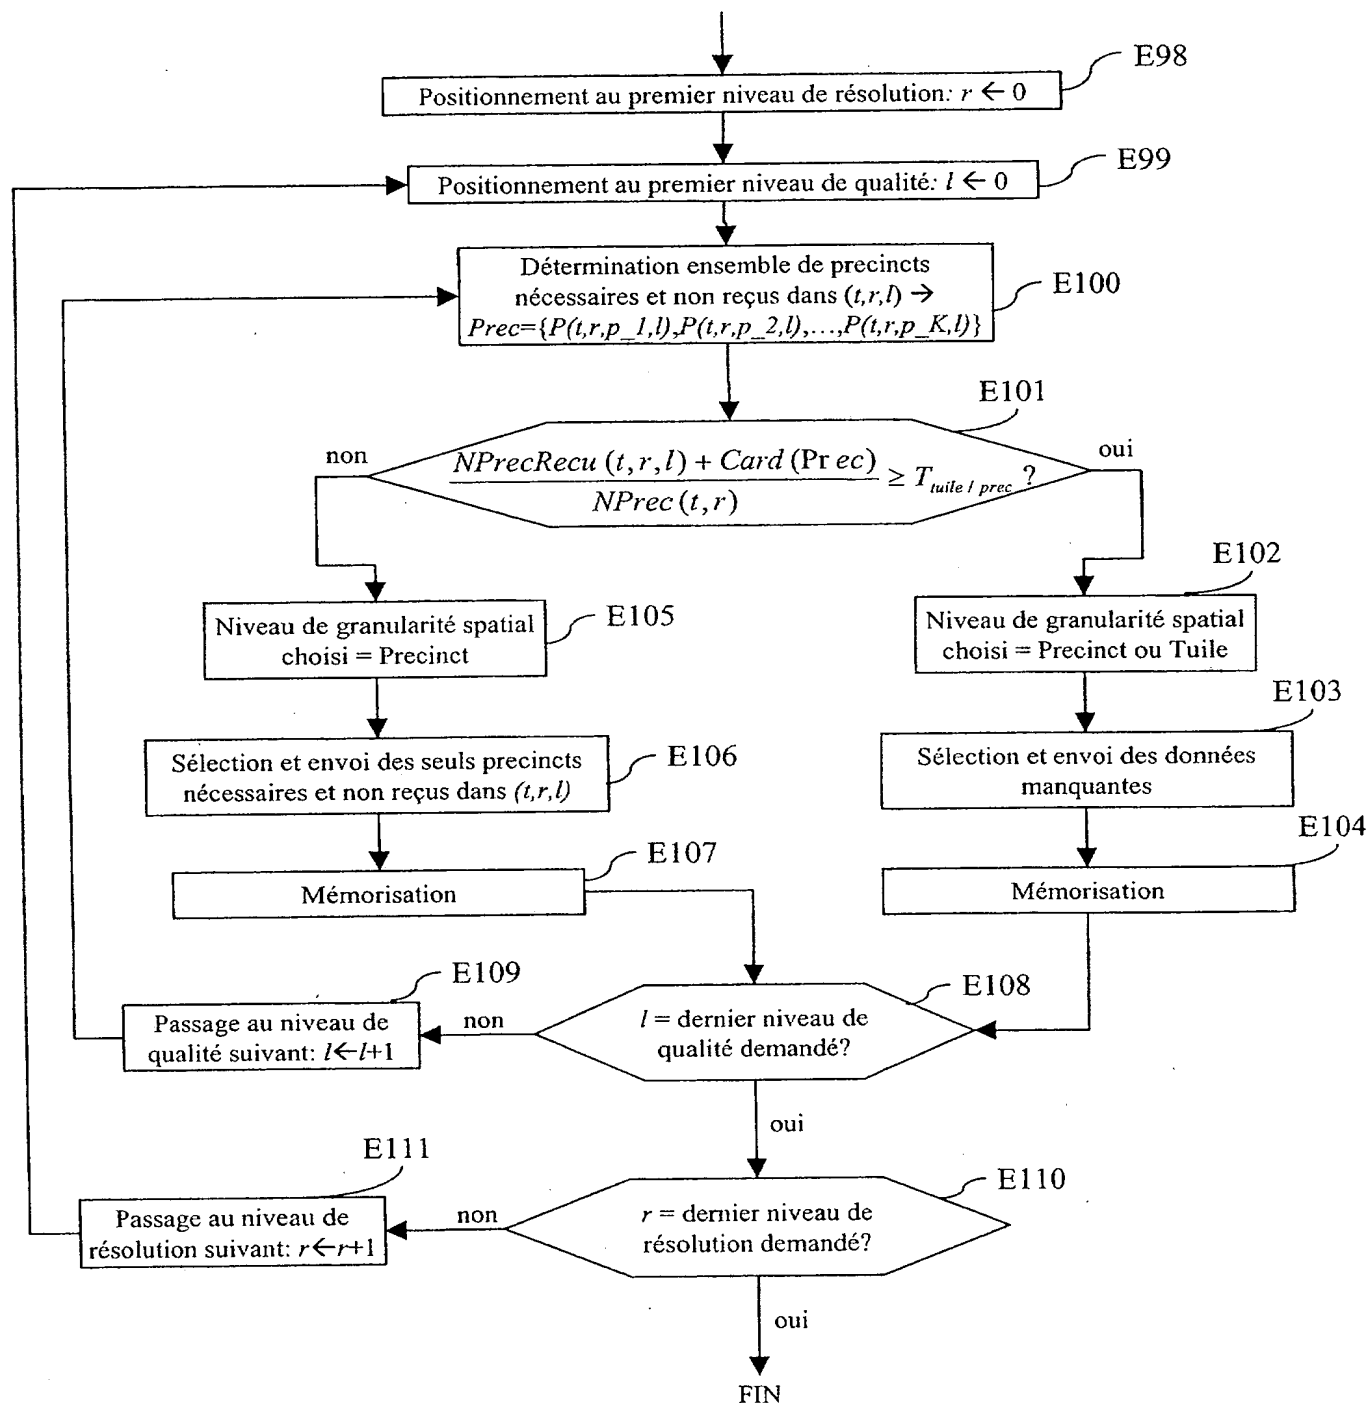 E98
Positionnement au premier niveau de résolution: r ← 0
E99
Positionnement au premier niveau de qualité: l ← 0
E100
Détermination ensemble de precincts
nécessaires et non reçus dans (t,r,l) →
Prec={P(t,r,p_1,l),P(t,r,p_2,l),...,P(t,r,p_K,l)}
E101
non
oui
NPrecRecu (t, r, l) + Card (Pr ec)
NPrec (t, r)
≥ T tuile / prec ?
E102
E105
Niveau de granularité spatial
choisi = Precinct
Niveau de granularité spatial
choisi = Precinct ou Tuile
E103
E106
Sélection et envoi des seuls precincts
nécessaires et non reçus dans (t,r,l)
Sélection et envoi des données
manquantes
E104
E107
Mémorisation
Mémorisation
E109
E108
Passage au niveau de
qualité suivant: l←l+1
non
l = dernier niveau de
qualité demandé?
oui
E111
E110
Passage au niveau de
résolution suivant: r←r+1
non
r = dernier niveau de
résolution demandé?
oui
FIN